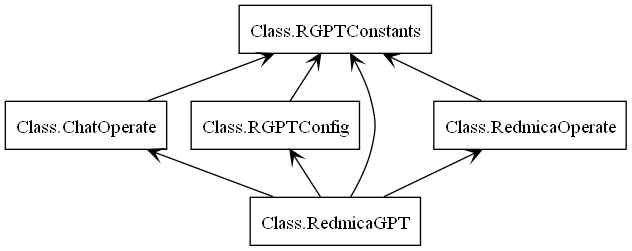 Class.RGPTConstants
Class.ChatOperate
Class.RGPTConfig
Class.RedmicaOperate
Class.RedmicaGPT